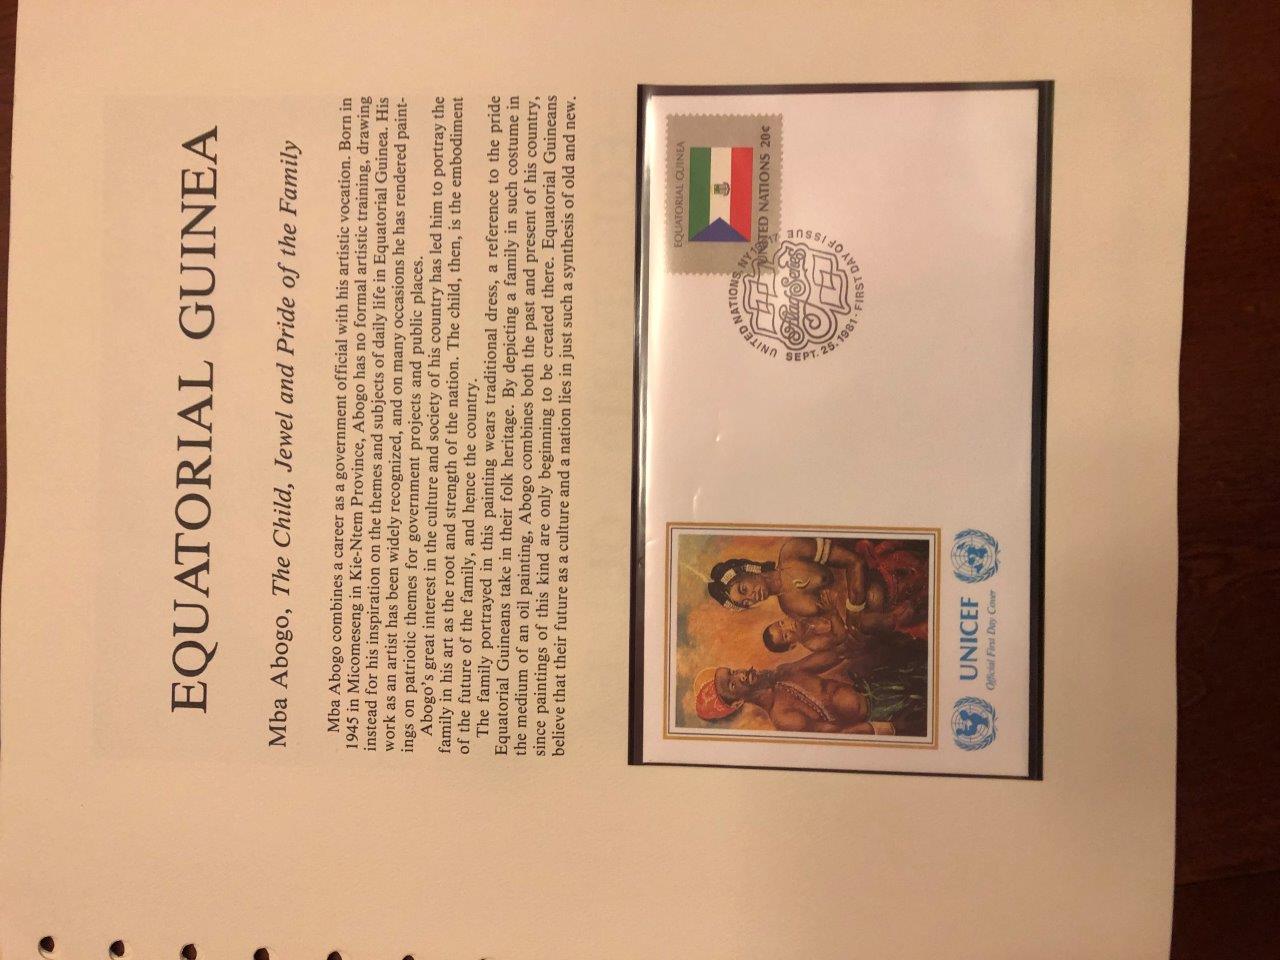 EQUATORIAL GUINEA
Mba Abogo, The Child, Jewel and Pride of the Family
Mba Abogo combines a career as a government official with his artistic vocation. Born in
1945 in Micomeseng in Kie-Ntem Province, Abogo has no formal artistic training, drawing
instead for his inspiration on the themes and subjects of daily life in Equatorial Guinea. His
work as an artist has been widely recognized, and on many occasions he has rendered paint-
ings on patriotic themes for government projects and public places.
Abogo's great interest in the culture and society of his country has led him to portray the
family in his art as the root and strength of the nation. The child, then, is the embodiment
of the future of the family, and hence the country.
The family portrayed in this painting wears traditional dress, a reference to the pride
Equatorial Guineans take in their folk heritage. By depicting a family in such costume in
the medium of an oil painting, Abogo combines both the past and present of his country,
since paintings of this kind are only beginning to be created there. Equatorial Guineans
believe that their future as a culture and a nation lies in just such a synthesis of old and new.
EQUATORIAL GUINEA
UNITED NATIONS 20c
UNITED NATIONS, NY
FIRST DAY OF ISSUE
Flag Series
SEPT. 25, 1981
UNICEF
Official First Day Cover